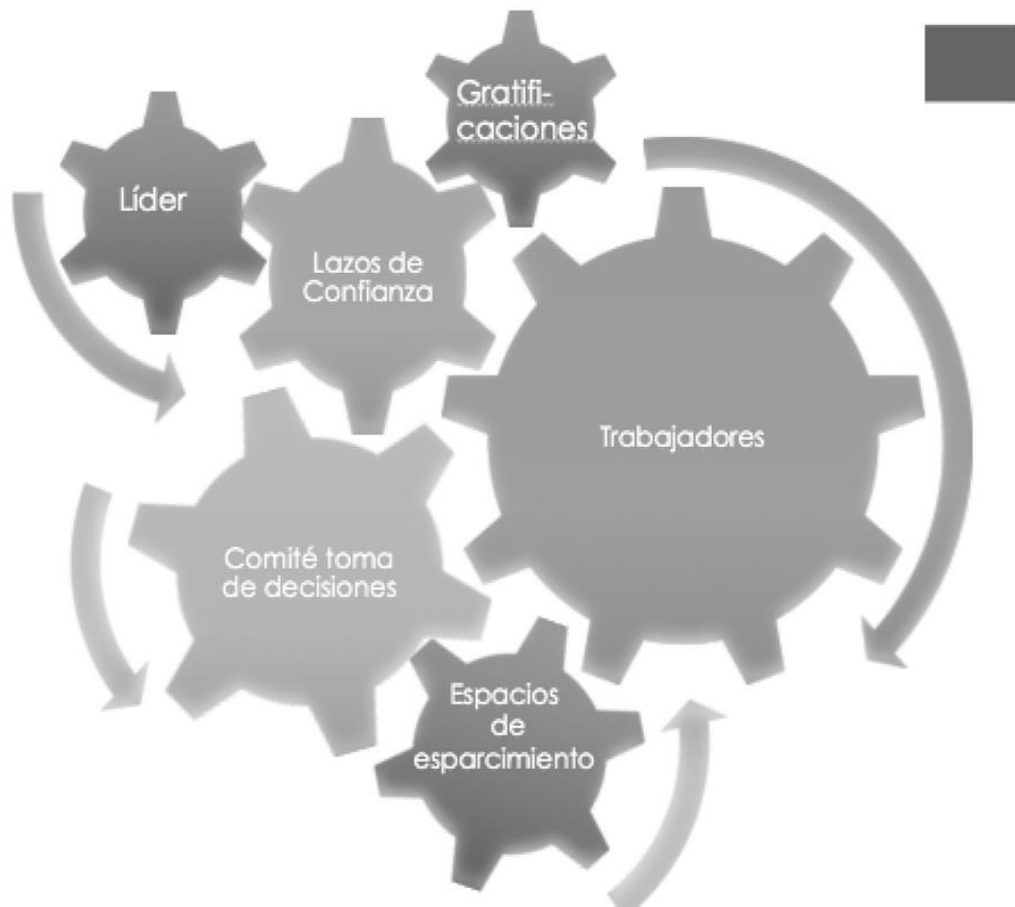 Gratifi-
caciones
Líder
Lazos de
Confianza
Trabajadores
Comité toma
de decisiones
Espacios
de
esparcimiento